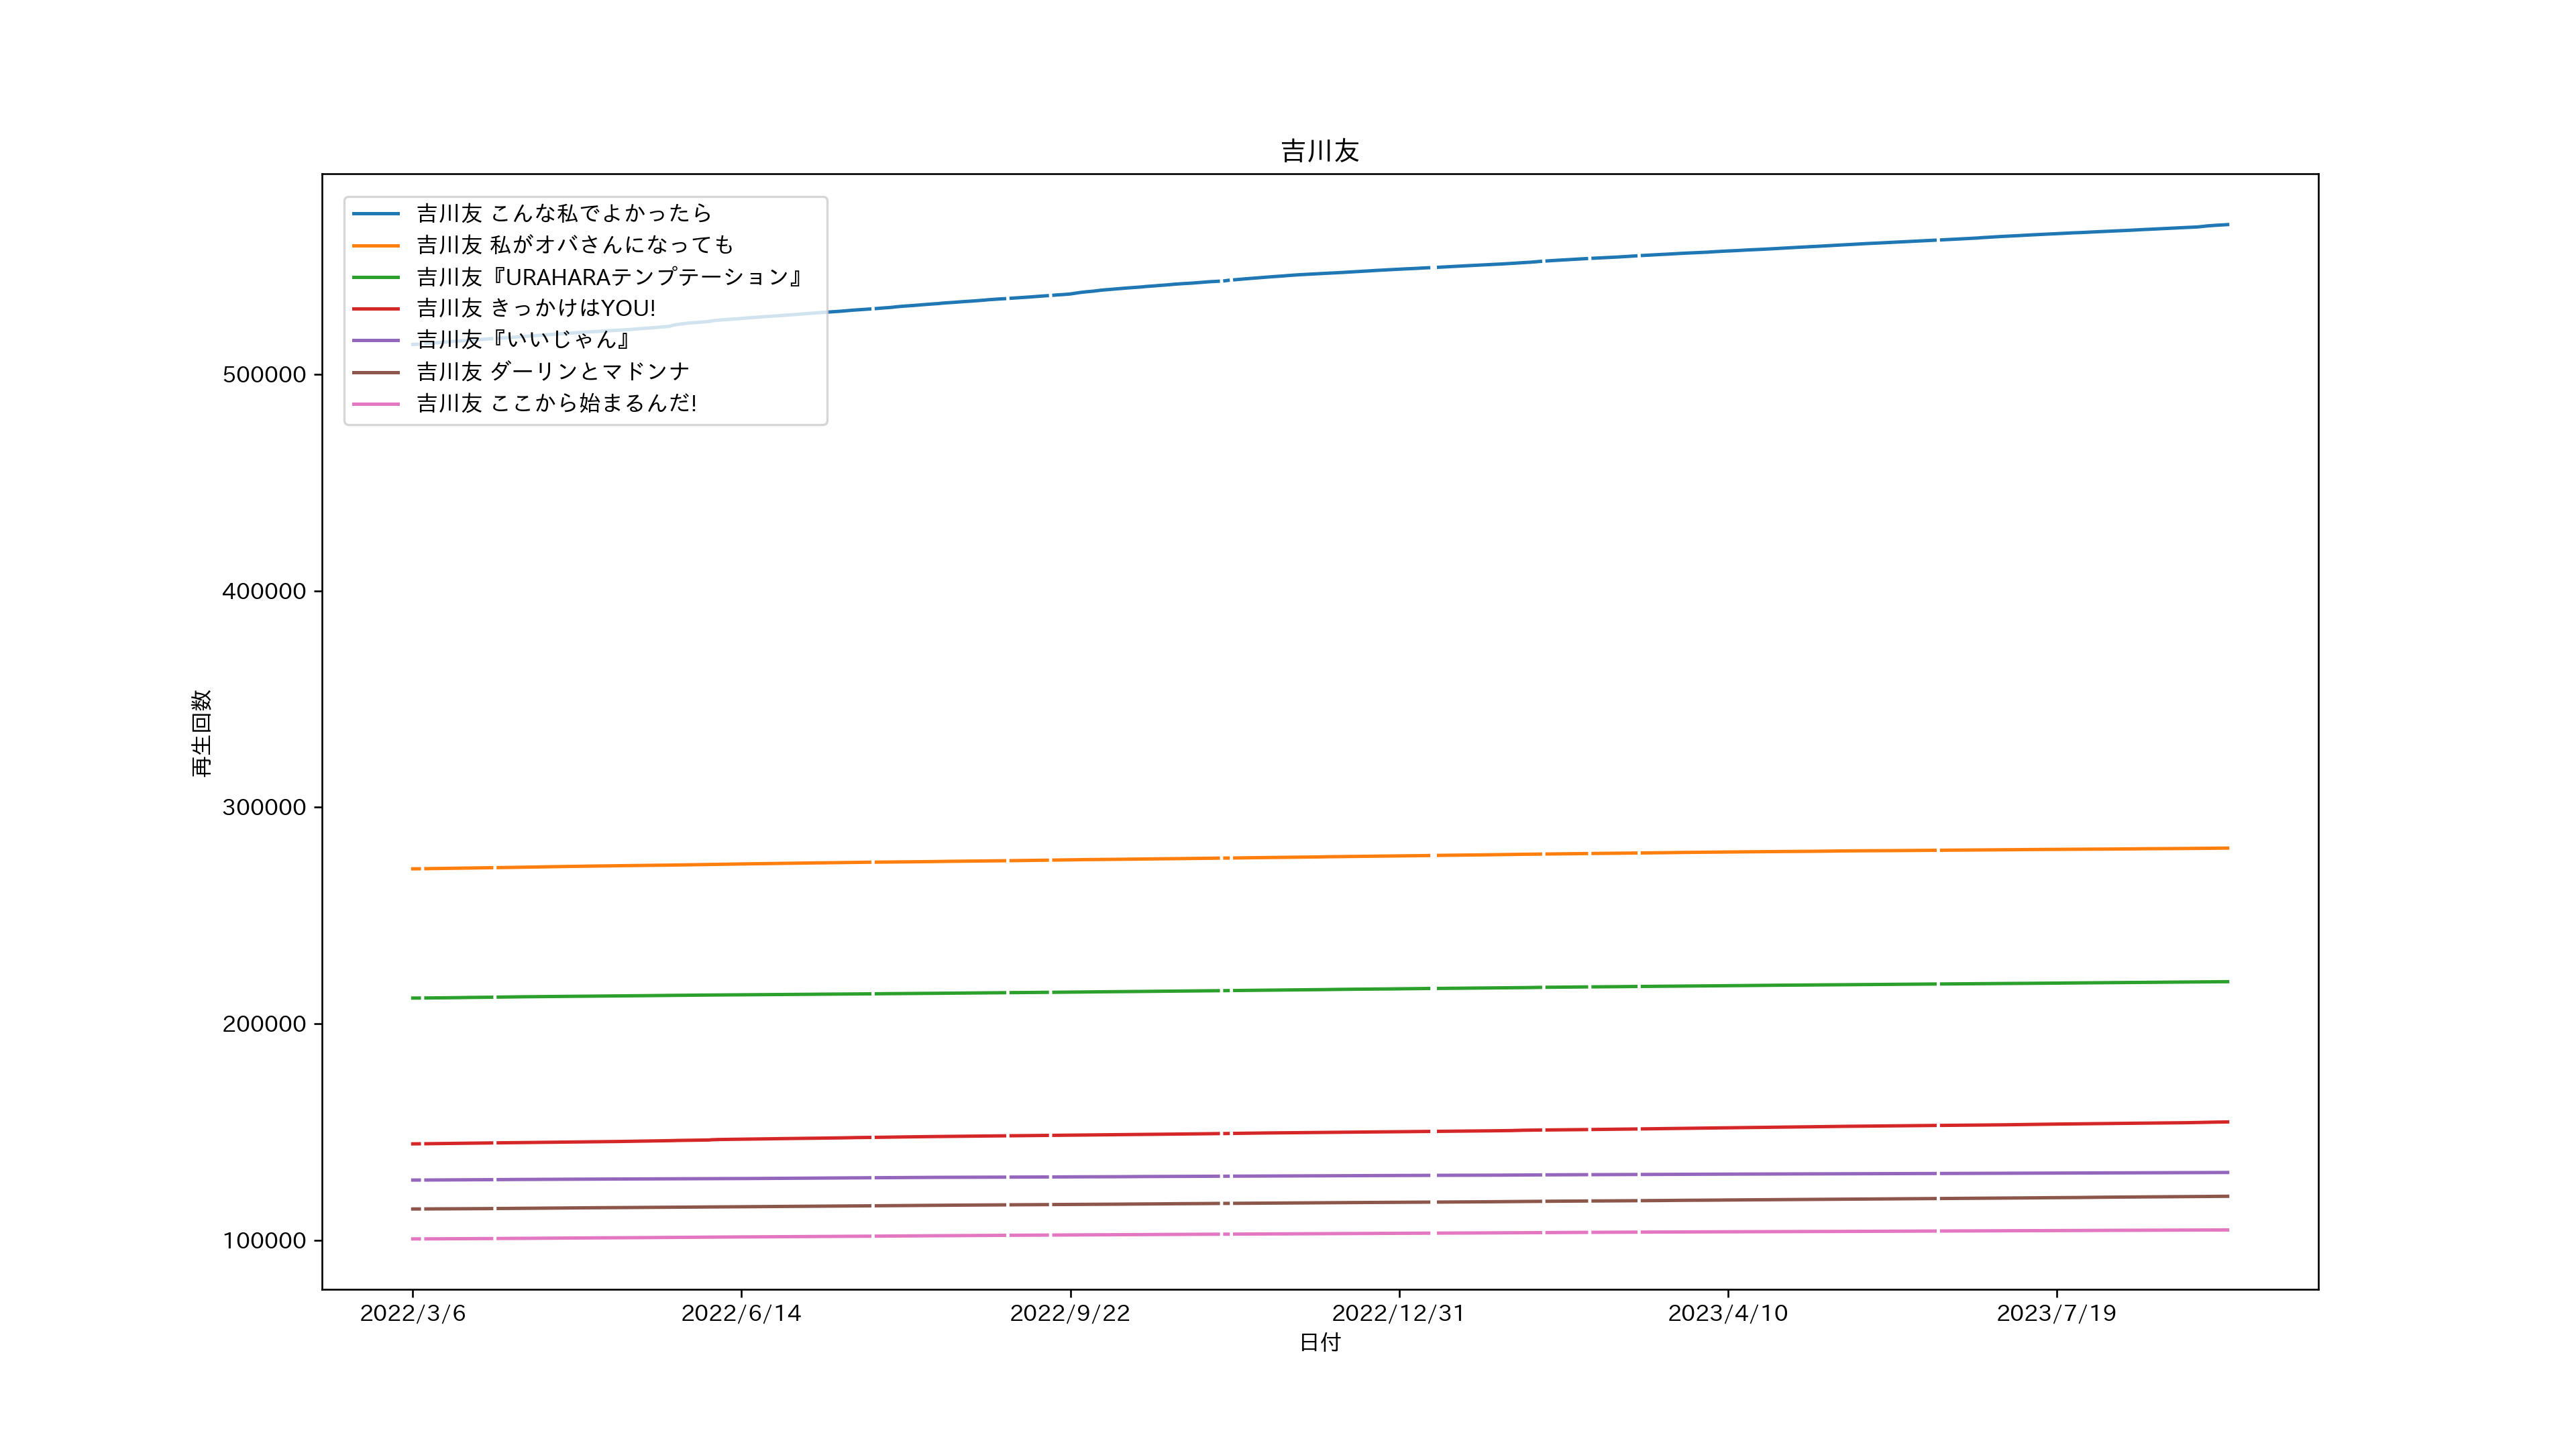 吉川友
吉川友 こんな私でよかったら
吉川友 私がオバさんになっても
吉川友『URAHARAテンプテーション』
吉川友 きっかけはYOU!
吉川友『いいじゃん』
吉川友 ダーリンとマドンナ
吉川友 ここから始まるんだ!
再生回数
500000
400000
300000
200000
100000
2022/3/6
2022/6/14
2022/9/22
2022/12/31
2023/4/10
2023/7/19
日付